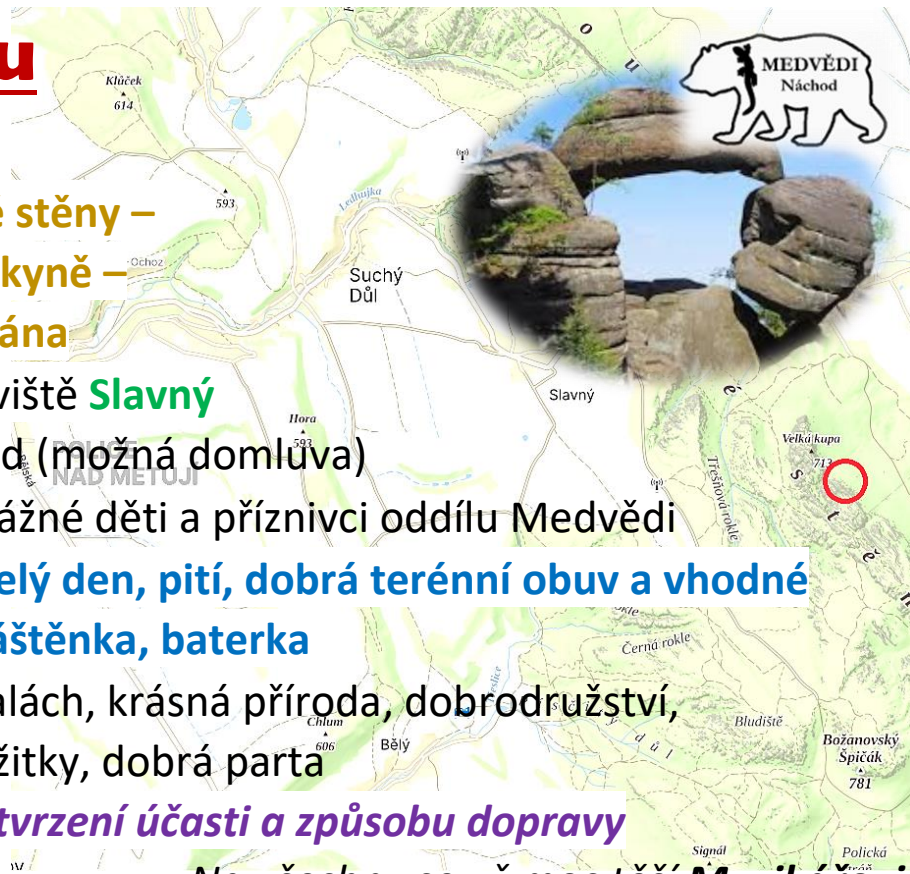 u
MEDVĚDI
Náchod
Klůček
614
o
u
593
Ledhujka
é stěny –
Ochoz
kyně –
Suchý
Důl
ána
viště Slavný
Slavný
é
Hora
593
Velká kupa
713
d (možná domluva)
POLICE
NAD METUJÍ
s
t
ě
n
Třešňová rokle
ážné děti a příznivci oddílu Medvědi
elý den, pití, dobrá terénní obuv a vhodné
áštěnka, baterka
Černá rokle
alách, krásná příroda, dobrodružství,
Chlum
606
Bělý
důl
Bludiště
Božanovský
Špičák
781
žitky, dobrá parta
tvrzení účasti a způsobu dopravy
Signál
Polická